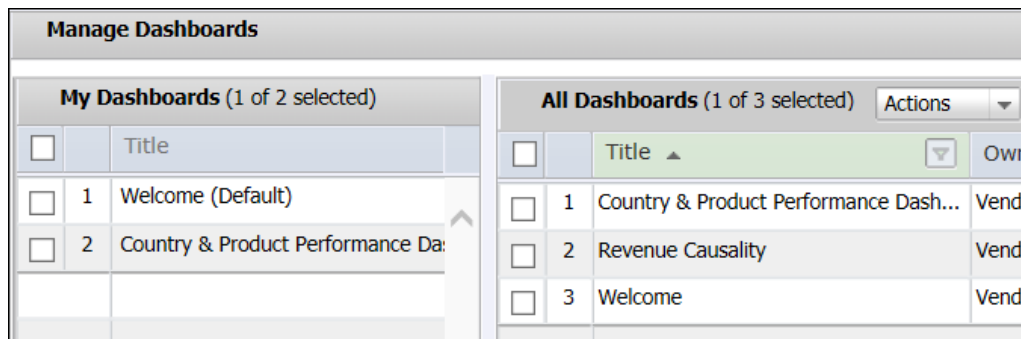 Manage Dashboards
My Dashboards (1 of 2 selected)
Title
1 Welcome (Default)
2 Country & Product Performance Da
All Dashboards (1 of 3 selected) Actions
Title Own
1 Country & Product Performance Dash... Vend
2 Revenue Causality Vend
3 Welcome Vend